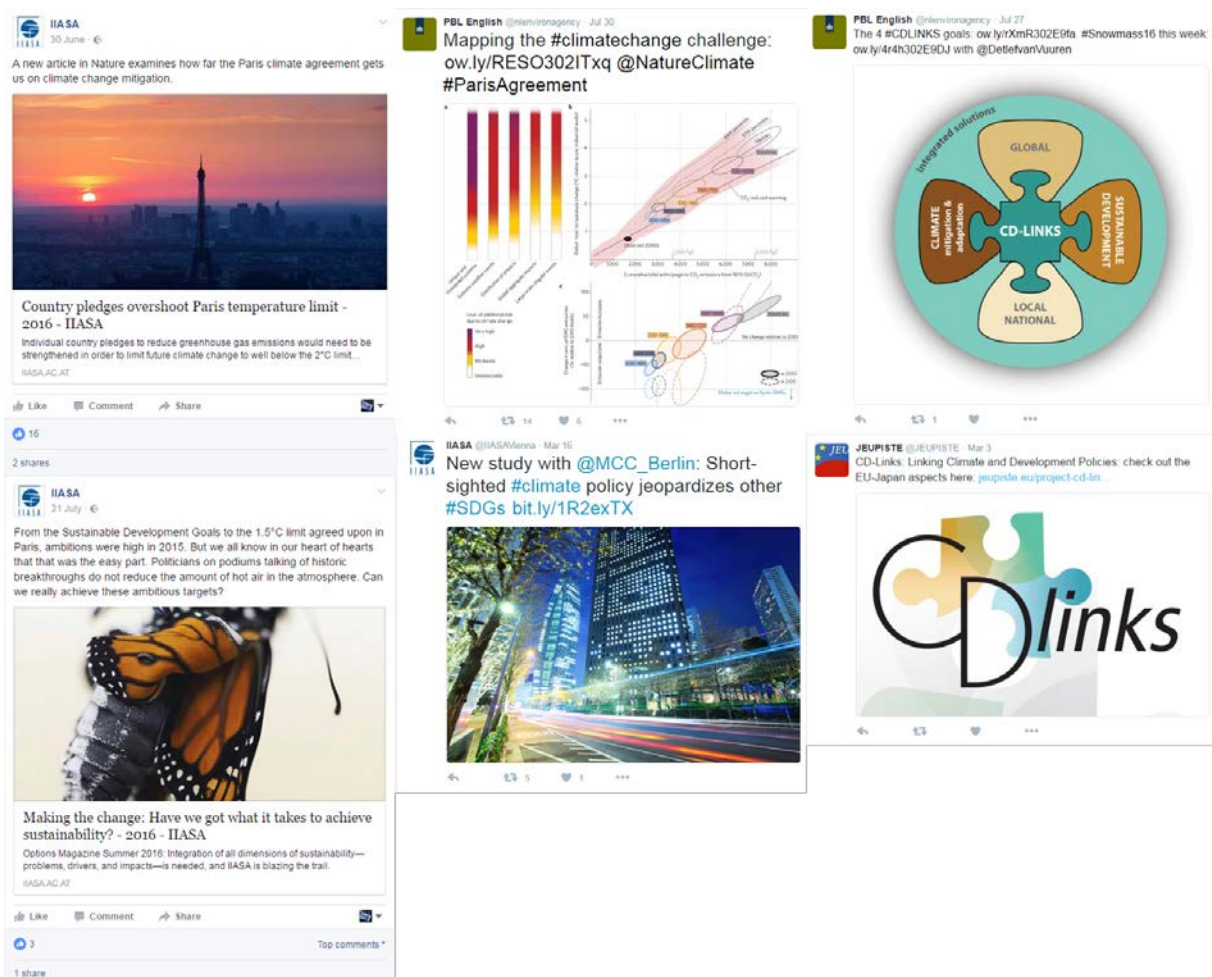 IIASA
30 June
A new article in Nature examines how far the Paris climate agreement gets
us on climate change mitigation.
Country pledges overshoot Paris temperature limit -
2016 - IIASA
Individual country pledges to reduce greenhouse gas emissions would need to be
strengthened in order to limit future climate change to well below the 2°C limit...
IIASA.AC.AT
Like Comment Share
16
2 shares
IIASA
21 July
From the Sustainable Development Goals to the 1.5°C limit agreed upon in
Paris, ambitions were high in 2015. But we all know in our heart of hearts
that that was the easy part. Politicians on podiums talking of historic
breakthroughs do not reduce the amount of hot air in the atmosphere. Can
we really achieve these ambitious targets?
Making the change: Have we got what it takes to achieve
sustainability? - 2016 - IIASA
Options Magazine Summer 2016: Integration of all dimensions of sustainability—
problems, drivers, and impacts—is needed, and IIASA is blazing the trail.
IIASA.AC.AT
Like Comment Share
3
Top comments
1 share
PBL English @nlenvironagency · Jul 30
Mapping the #climatechange challenge:
ow.ly/RESO302ITxq @NatureClimate
#ParisAgreement
Very high
High
14 6
IIASA @IIASAVienna · Mar 16
New study with @MCC_Berlin: Short-
sighted #climate policy jeopardizes other
#SDGs bit.ly/1R2exTX
5 1
PBL English @nlenvironagency · Jul 27
The 4 #CDLINKS goals: ow.ly/rXmR302E9fa. #Snowmass16 this week:
ow.ly/4r4h302E9DJ with @DetlefvanVuuren
Integrated solutions
GLOBAL
CLIMATE
mitigation &
adaptation
CD-LINKS
SUSTAINABLE
DEVELOPMENT
LOCAL
NATIONAL
1
JEUPISTE @JEUPISTE · Mar 3
CD-Links: Linking Climate and Development Policies: check out the
EU-Japan aspects here: jeupiste.eu/project-cd-lin...
CDlinks